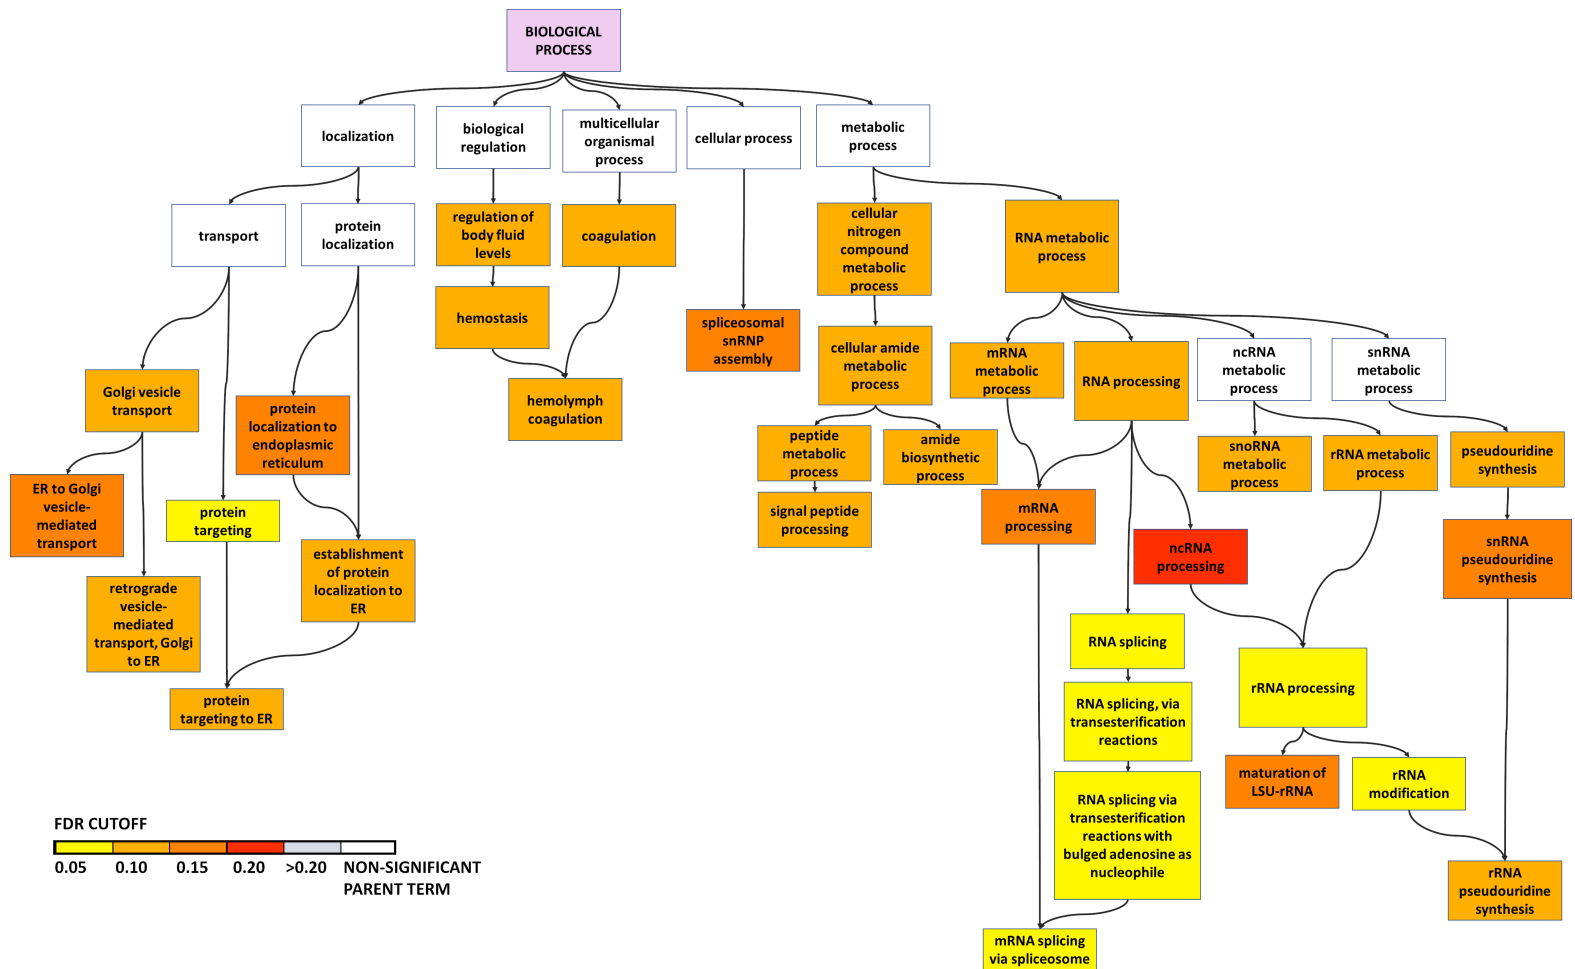 BIOLOGICAL
PROCESS
localization
biological
regulation
multicellular
organismal
process
cellular process
metabolic
process
transport
protein
localization
regulation of
body fluid
levels
coagulation
cellular
nitrogen
compound
metabolic
process
RNA metabolic
process
hemostasis
spliceosomal
snRNP
assembly
cellular amide
metabolic
process
mRNA
metabolic
process
RNA processing
ncRNA
metabolic
process
snRNA
metabolic
process
Golgi vesicle
transport
protein
localization to
endoplasmic
reticulum
hemolymph
coagulation
peptide
metabolic
process
amide
biosynthetic
process
snoRNA
metabolic
process
rRNA metabolic
process
pseudouridine
synthesis
ER to Golgi
vesicle-
mediated
transport
protein
targeting
signal peptide
processing
mRNA
processing
ncRNA
processing
snRNA
pseudouridine
synthesis
retrograde
vesicle-
mediated
transport, Golgi
to ER
establishment
of protein
localization to
ER
RNA splicing
rRNA processing
protein
targeting to ER
RNA splicing, via
transesterification
reactions
maturation of
LSU-rRNA
rRNA
modification
RNA splicing via
transesterification
reactions with
bulged adenosine as
nucleophile
rRNA
pseudouridine
synthesis
mRNA splicing
via spliceosome
FDR CUTOFF
0.05 0.10 0.15 0.20 >0.20 NON-SIGNIFICANT
PARENT TERM